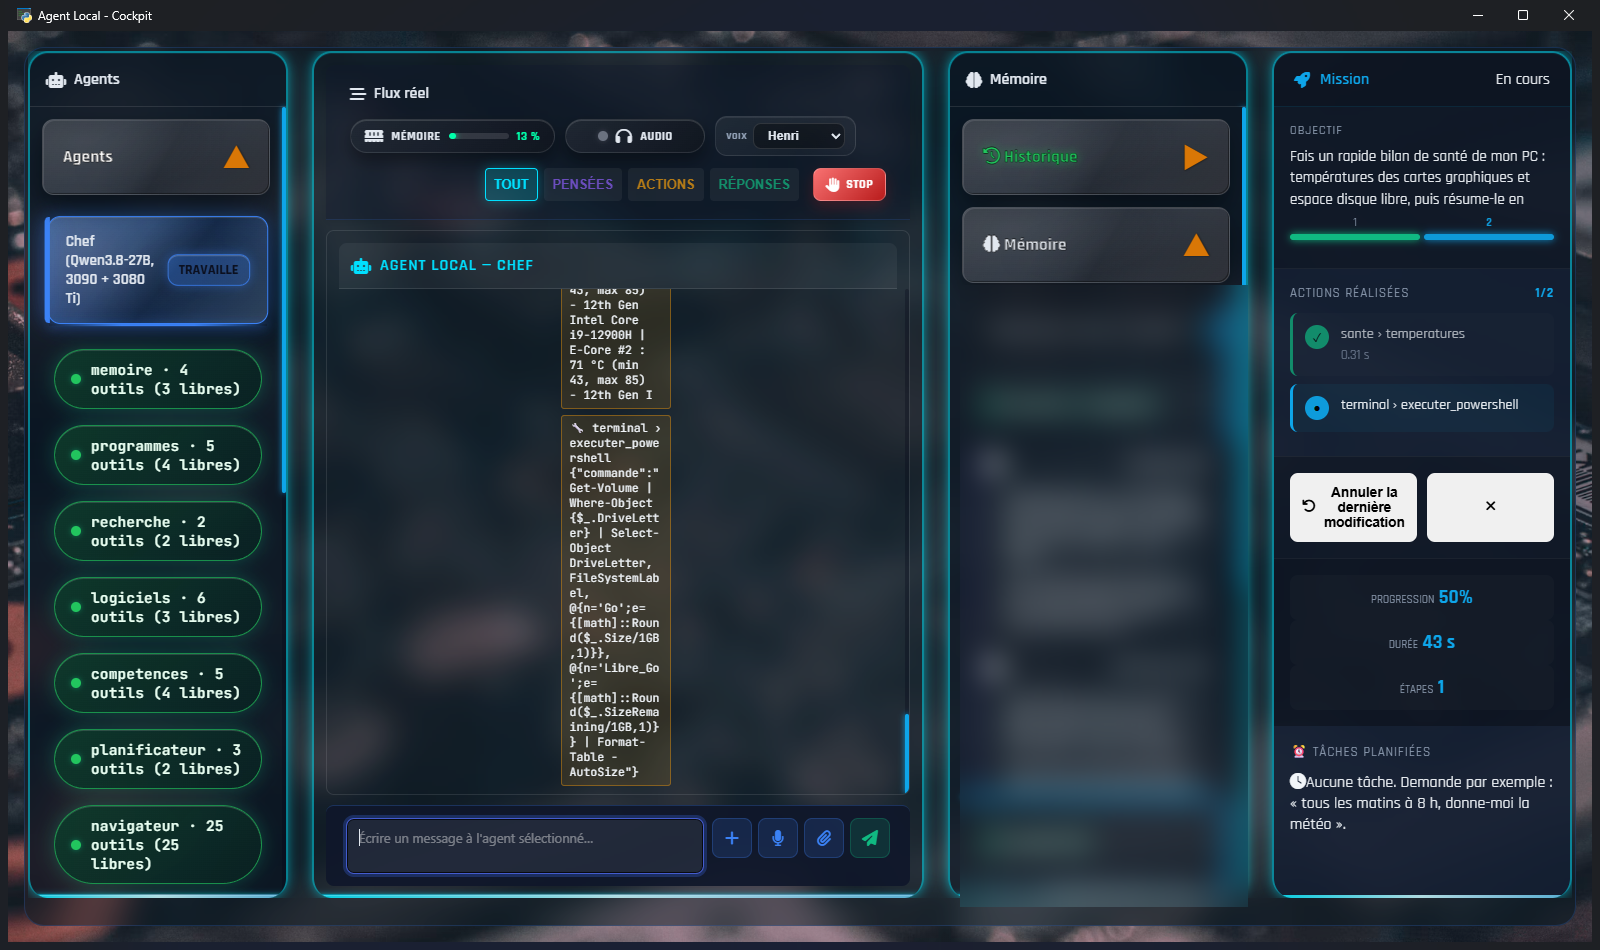 Agent Local - Cockpit
Agents
Agents
Chef
(Qwen3.8-27B,
3090 + 3080
Ti)
TRAVAILLE
memoire · 4
outils (3 libres)
programmes · 5
outils (4 libres)
recherche · 2
outils (2 libres)
logiciels · 6
outils (3 libres)
competences · 5
outils (4 libres)
planificateur · 3
outils (2 libres)
navigateur · 25
outils (25
libres)
Flux réel
MÉMOIRE 13 %
AUDIO
VOIX Henri
TOUT PENSÉES ACTIONS RÉPONSES STOP
AGENT LOCAL — CHEF
43, max 85)
- 12th Gen
Intel Core
i9-12900H |
E-Core #2 :
71 °C (min
43, max 85)
- 12th Gen I
terminal ›
executer_powe
rshell
{"commande":"
Get-Volume |
Where-Object
{$_.DriveLett
er} | Select-
Object
DriveLetter,
FileSystemLab
el,
@{n='Go';e=
{[math]::Roun
d($_.Size/1GB
,1)}},
@{n='Libre_Go
';e=
{[math]::Roun
d($_.SizeRema
ining/1GB,1)}
} | Format-
Table -
AutoSize"}
Écrire un message à l'agent sélectionné...
Mémoire
Historique
Mémoire
Mission
En cours
OBJECTIF
Fais un rapide bilan de santé de mon PC :
températures des cartes graphiques et
espace disque libre, puis résume-le en
1 2
ACTIONS RÉALISÉES 1/2
sante › temperatures
0.31 s
terminal › executer_powershell
Annuler la
dernière
modification
PROGRESSION 50%
DURÉE 43 s
ÉTAPES 1
TÂCHES PLANIFIÉES
Aucune tâche. Demande par exemple :
« tous les matins à 8 h, donne-moi la
météo ».